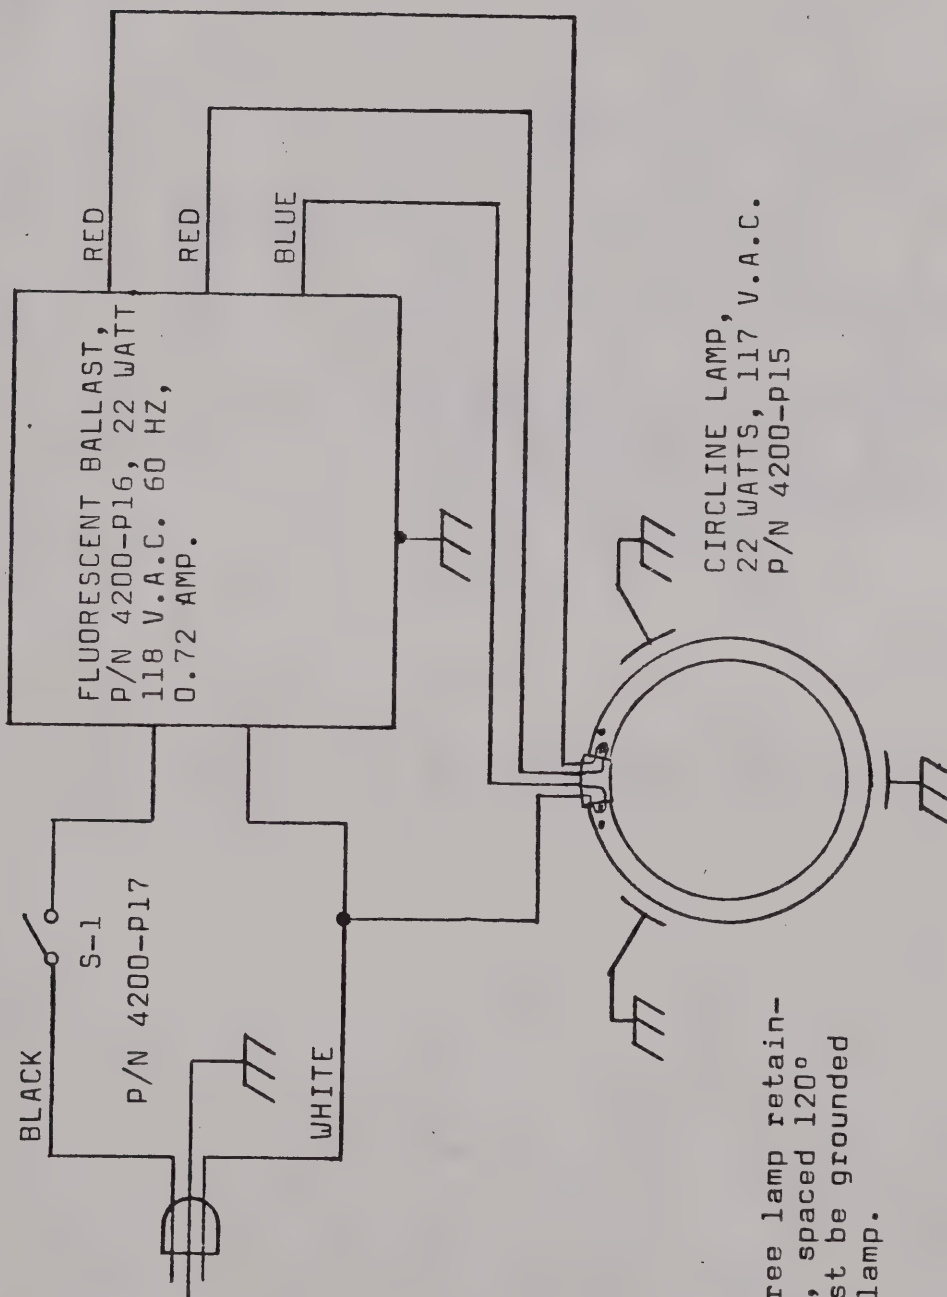 BLACK
S-1
P/N 4200-P17
WHITE
FLUORESCENT BALLAST,
P/N 4200-P16, 22 WATT
118 V.A.C. 60 HZ,
0.72 AMP.
RED
RED
BLUE
CIRCLINE LAMP,
22 WATTS, 117 V.A.C.
P/N 4200-P15
ree lamp retain-
, spaced 120°
st be grounded
lamp.